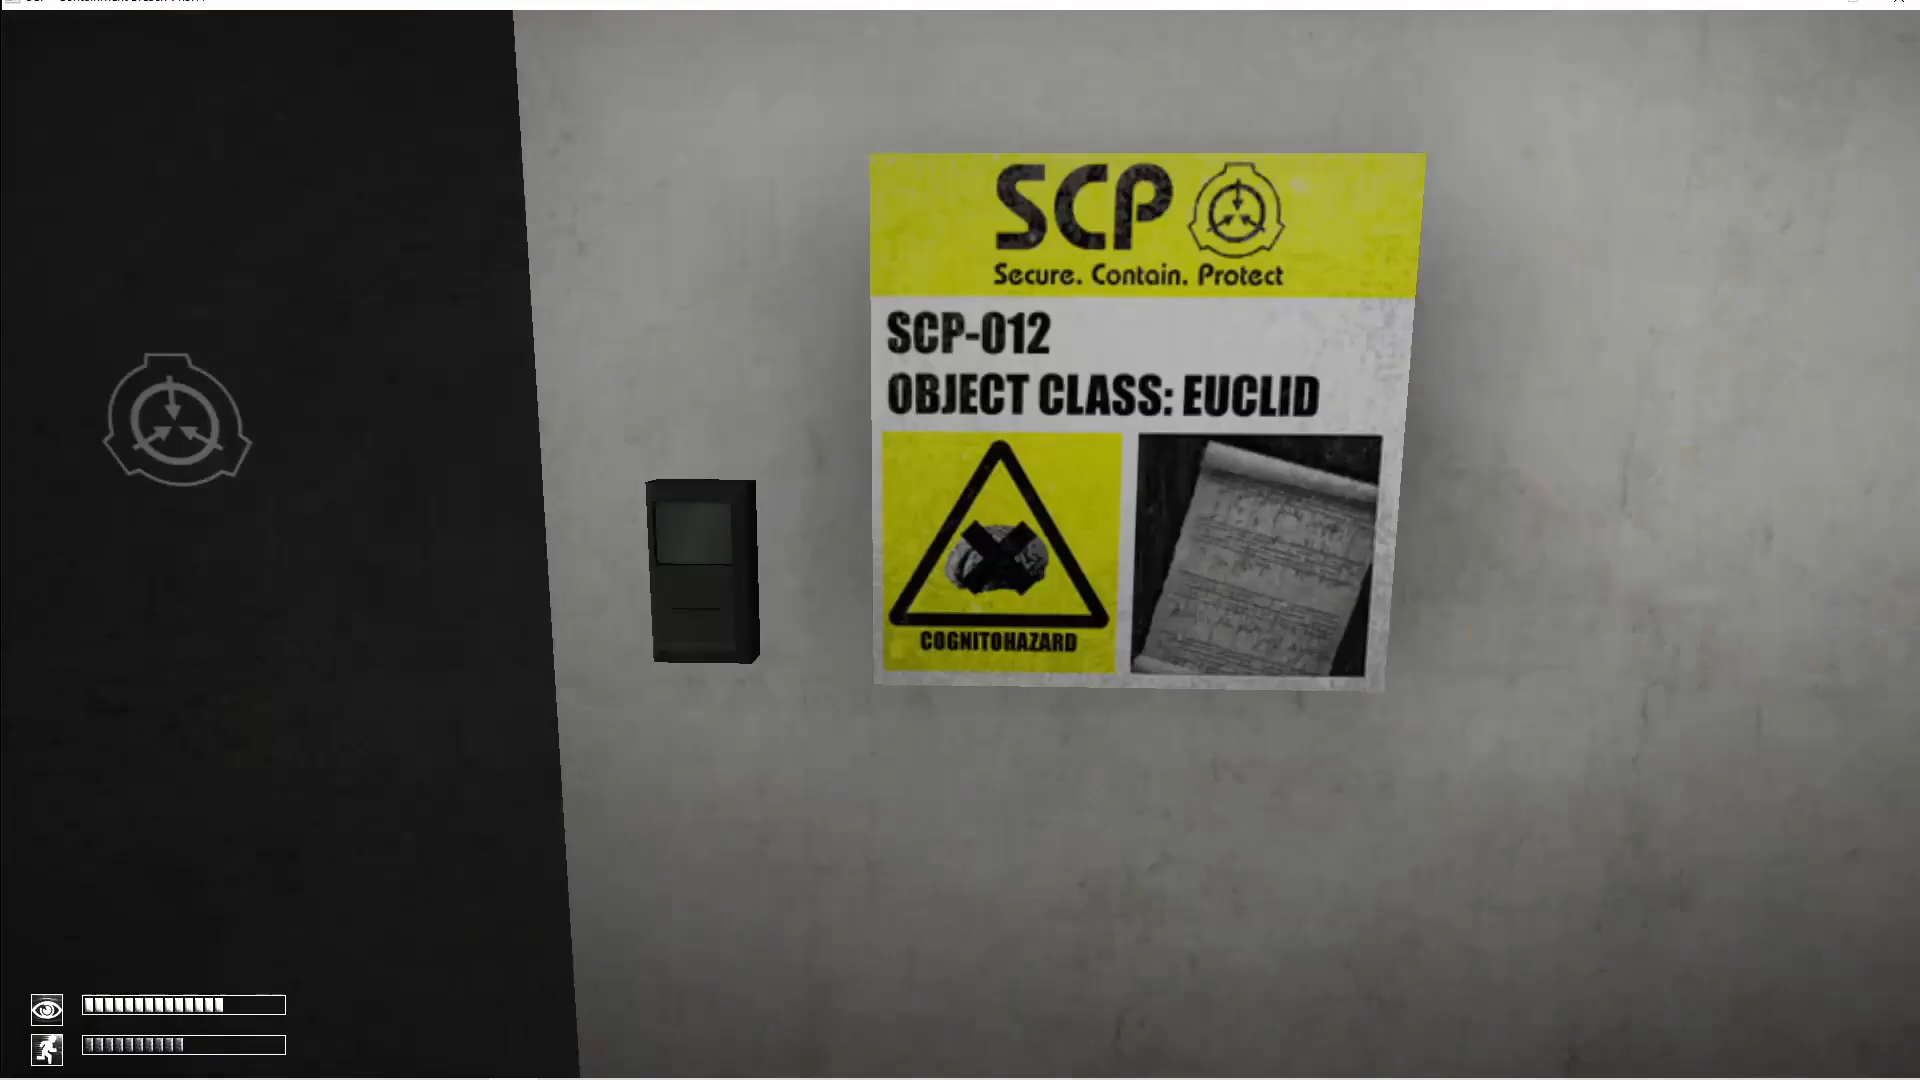 SCP
Secure. Contain. Protect
SCP-012
OBJECT CLASS: EUCLID
COGNITOHAZARD